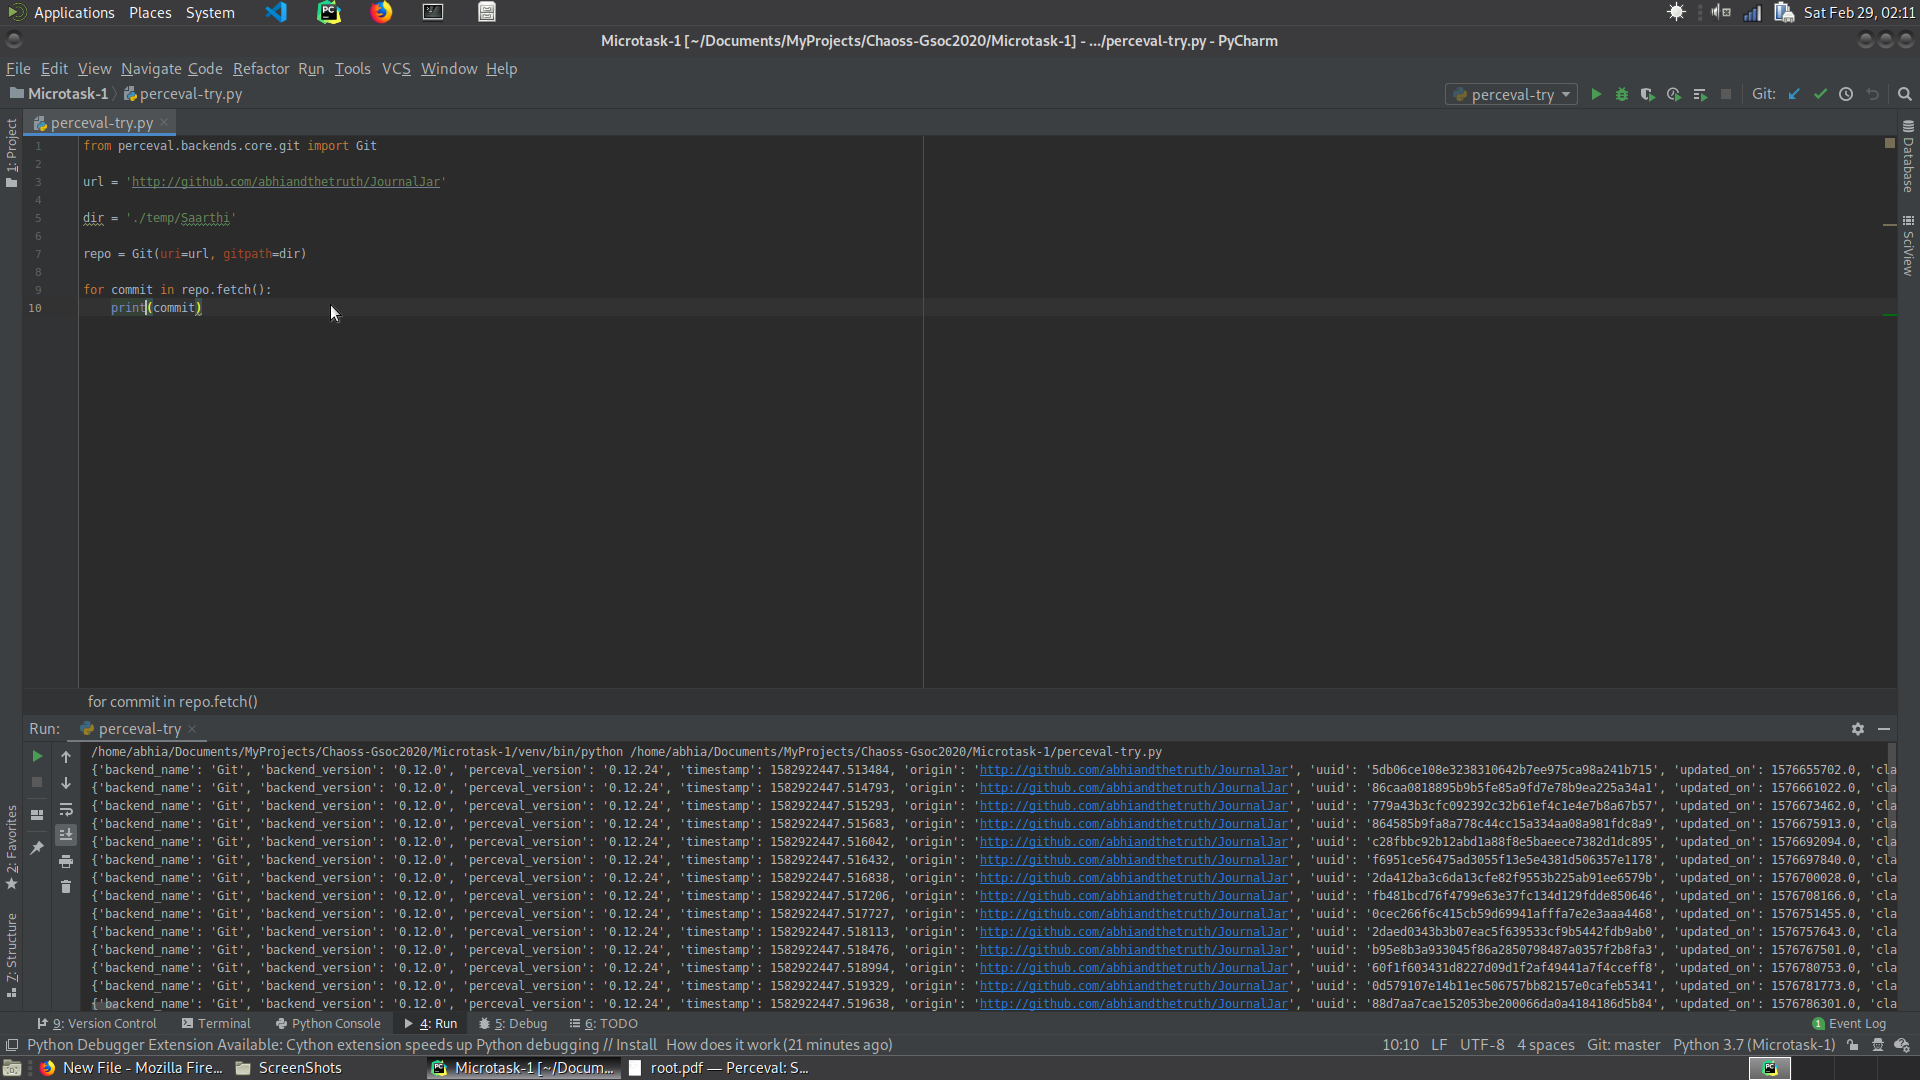 Applications Places System Sat Feb 29, 02:11
Microtask-1 [~/Documents/MyProjects/Chaoss-Gsoc2020/Microtask-1] - .../perceval-try.py - PyCharm
File Edit View Navigate Code Refactor Run Tools VCS Window Help
Microtask-1 perceval-try.py perceval-try Git:
perceval-try.py
1: Project
Database
SciView
1 from perceval.backends.core.git import Git
2
3 url = 'http://github.com/abhiandthetruth/JournalJar'
4
5 dir = './temp/Saarthi'
6
7 repo = Git(uri=url, gitpath=dir)
8
9 for commit in repo.fetch():
10 print(commit)
for commit in repo.fetch()
Run: perceval-try
2: Favorites
7: Structure
/home/abhia/Documents/MyProjects/Chaoss-Gsoc2020/Microtask-1/venv/bin/python /home/abhia/Documents/MyProjects/Chaoss-Gsoc2020/Microtask-1/perceval-try.py
{'backend_name': 'Git', 'backend_version': '0.12.0', 'perceval_version': '0.12.24', 'timestamp': 1582922447.513484, 'origin': 'http://github.com/abhiandthetruth/JournalJar', 'uuid': '5db06ce108e3238310642b7ee975ca98a241b715', 'updated_on': 1576655702.0, 'cla
{'backend_name': 'Git', 'backend_version': '0.12.0', 'perceval_version': '0.12.24', 'timestamp': 1582922447.514793, 'origin': 'http://github.com/abhiandthetruth/JournalJar', 'uuid': '86caa0818895b9b5fe85a9fd7e78b9ea225a34a1', 'updated_on': 1576661022.0, 'cla
{'backend_name': 'Git', 'backend_version': '0.12.0', 'perceval_version': '0.12.24', 'timestamp': 1582922447.515293, 'origin': 'http://github.com/abhiandthetruth/JournalJar', 'uuid': '779a43b3cfc092392c32b61ef4c1e4e7b8a67b57', 'updated_on': 1576673462.0, 'cla
{'backend_name': 'Git', 'backend_version': '0.12.0', 'perceval_version': '0.12.24', 'timestamp': 1582922447.515683, 'origin': 'http://github.com/abhiandthetruth/JournalJar', 'uuid': '864585b9fa8a778c44cc15a334aa08a981fdc8a9', 'updated_on': 1576675913.0, 'cla
{'backend_name': 'Git', 'backend_version': '0.12.0', 'perceval_version': '0.12.24', 'timestamp': 1582922447.516042, 'origin': 'http://github.com/abhiandthetruth/JournalJar', 'uuid': 'c28fbbc92b12abd1a88f8e5baeece7382d1dc895', 'updated_on': 1576692094.0, 'cla
{'backend_name': 'Git', 'backend_version': '0.12.0', 'perceval_version': '0.12.24', 'timestamp': 1582922447.516432, 'origin': 'http://github.com/abhiandthetruth/JournalJar', 'uuid': 'f6951ce56475ad3055f13e5e4381d506357e1178', 'updated_on': 1576697840.0, 'cla
{'backend_name': 'Git', 'backend_version': '0.12.0', 'perceval_version': '0.12.24', 'timestamp': 1582922447.516838, 'origin': 'http://github.com/abhiandthetruth/JournalJar', 'uuid': '2da412ba3c6da13cfe82f9553b225ab91ee6579b', 'updated_on': 1576700028.0, 'cla
{'backend_name': 'Git', 'backend_version': '0.12.0', 'perceval_version': '0.12.24', 'timestamp': 1582922447.517206, 'origin': 'http://github.com/abhiandthetruth/JournalJar', 'uuid': 'fb481bcd76f4799e63e37fc134d129fdde850646', 'updated_on': 1576708166.0, 'cla
{'backend_name': 'Git', 'backend_version': '0.12.0', 'perceval_version': '0.12.24', 'timestamp': 1582922447.517727, 'origin': 'http://github.com/abhiandthetruth/JournalJar', 'uuid': '0cec266f6c415cb59d69941afffa7e2e3aaa4468', 'updated_on': 1576751455.0, 'cla
{'backend_name': 'Git', 'backend_version': '0.12.0', 'perceval_version': '0.12.24', 'timestamp': 1582922447.518113, 'origin': 'http://github.com/abhiandthetruth/JournalJar', 'uuid': '2daed0343b3b07eac5f639533cf9b5442fdb9ab0', 'updated_on': 1576757643.0, 'cla
{'backend_name': 'Git', 'backend_version': '0.12.0', 'perceval_version': '0.12.24', 'timestamp': 1582922447.518476, 'origin': 'http://github.com/abhiandthetruth/JournalJar', 'uuid': 'b95e8b3a933045f86a2850798487a0357f2b8fa3', 'updated_on': 1576767501.0, 'cla
{'backend_name': 'Git', 'backend_version': '0.12.0', 'perceval_version': '0.12.24', 'timestamp': 1582922447.518994, 'origin': 'http://github.com/abhiandthetruth/JournalJar', 'uuid': '60f1f603431d8227d09d1f2af49441a7f4cceff8', 'updated_on': 1576780753.0, 'cla
{'backend_name': 'Git', 'backend_version': '0.12.0', 'perceval_version': '0.12.24', 'timestamp': 1582922447.519329, 'origin': 'http://github.com/abhiandthetruth/JournalJar', 'uuid': '0d579107e14b11ec506757bb82157e0cafeb5341', 'updated_on': 1576781773.0, 'cla
{'backend_name': 'Git', 'backend_version': '0.12.0', 'perceval_version': '0.12.24', 'timestamp': 1582922447.519638, 'origin': 'http://github.com/abhiandthetruth/JournalJar', 'uuid': '88d7aa7cae152053be200066da0a4184186d5b84', 'updated_on': 1576786301.0, 'cla
9: Version Control Terminal Python Console 4: Run 5: Debug 6: TODO 1 Event Log
Python Debugger Extension Available: Cython extension speeds up Python debugging // Install How does it work (21 minutes ago) 10:10 LF UTF-8 4 spaces Git: master Python 3.7 (Microtask-1)
New File - Mozilla Fire... ScreenShots Microtask-1 [~/Docum... root.pdf — Perceval: S...